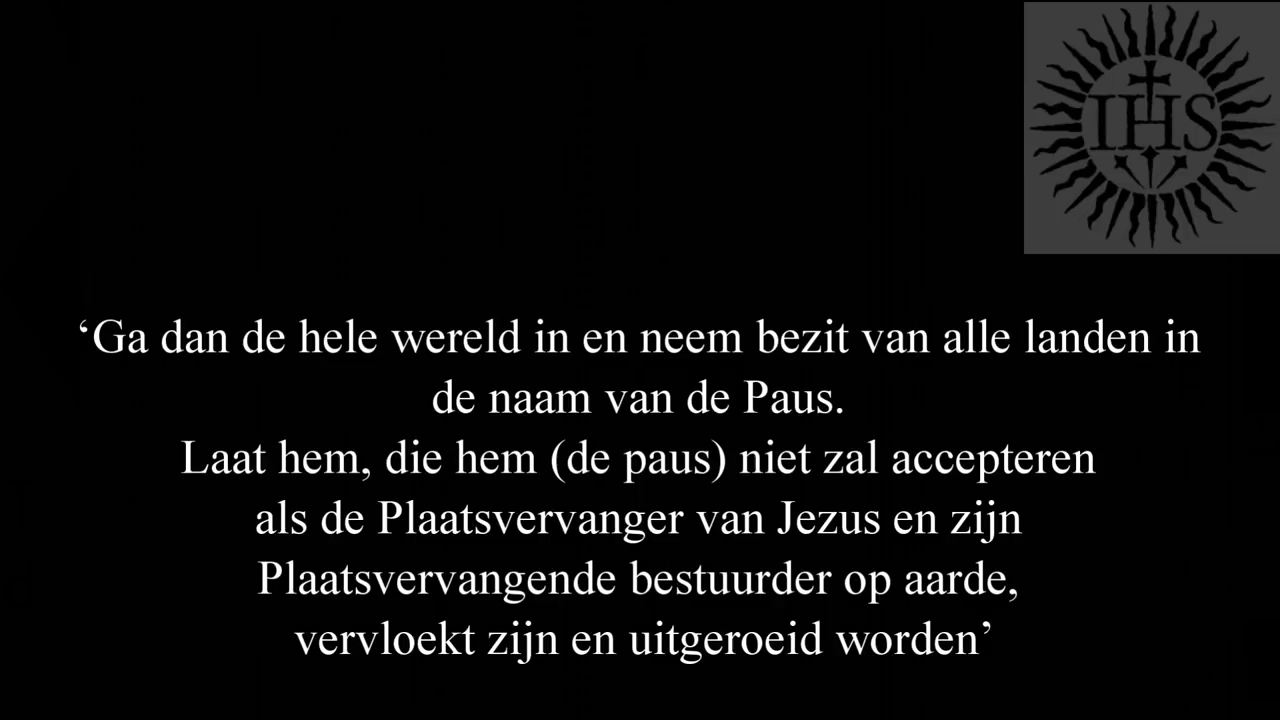 IHS
‘Ga dan de hele wereld in en neem bezit van alle landen in
de naam van de Paus.
Laat hem, die hem (de paus) niet zal accepteren
als de Plaatsvervanger van Jezus en zijn
Plaatsvervangende bestuurder op aarde,
vervloekt zijn en uitgeroeid worden’